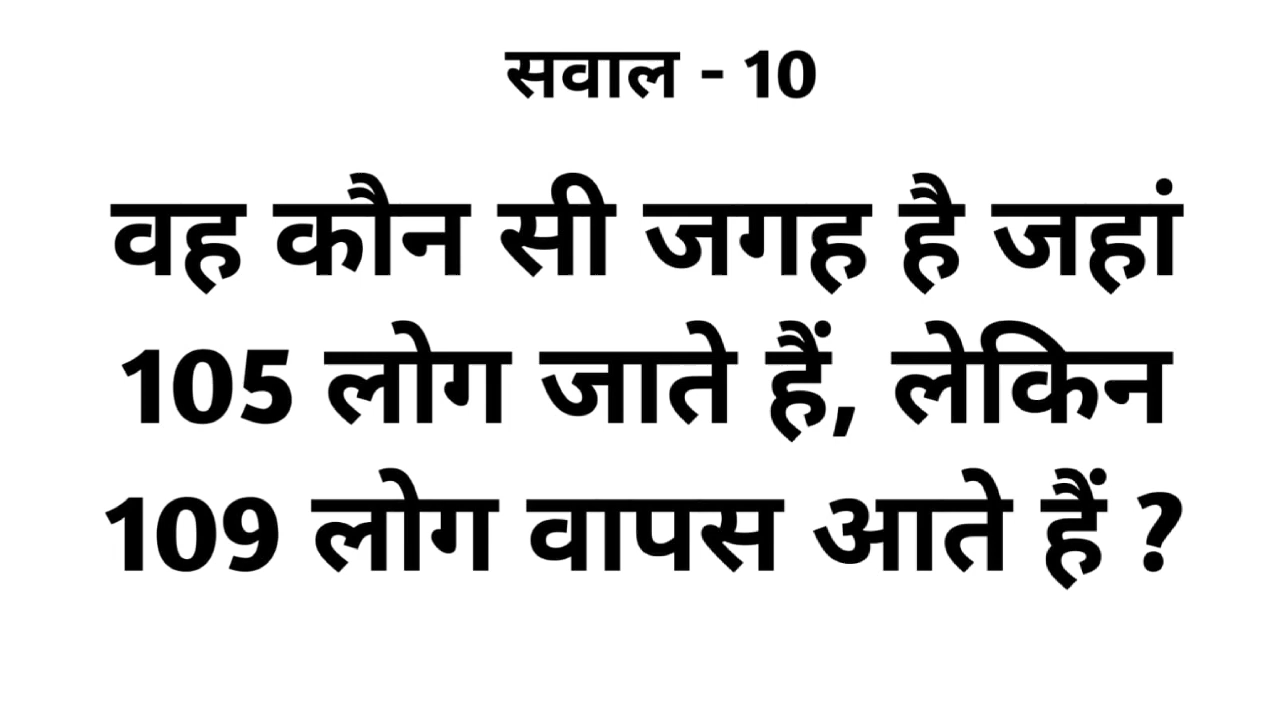 सवाल - 10
वह कौन सी जगह है जहां
105 लोग जाते हैं, लेकिन
109 लोग वापस आते हैं ?